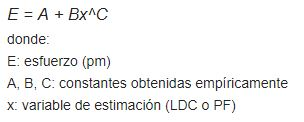 E = A + Bx^C
donde:
E: esfuerzo (pm)
A, B, C: constantes obtenidas empíricamente
x: variable de estimación (LDC o PF)